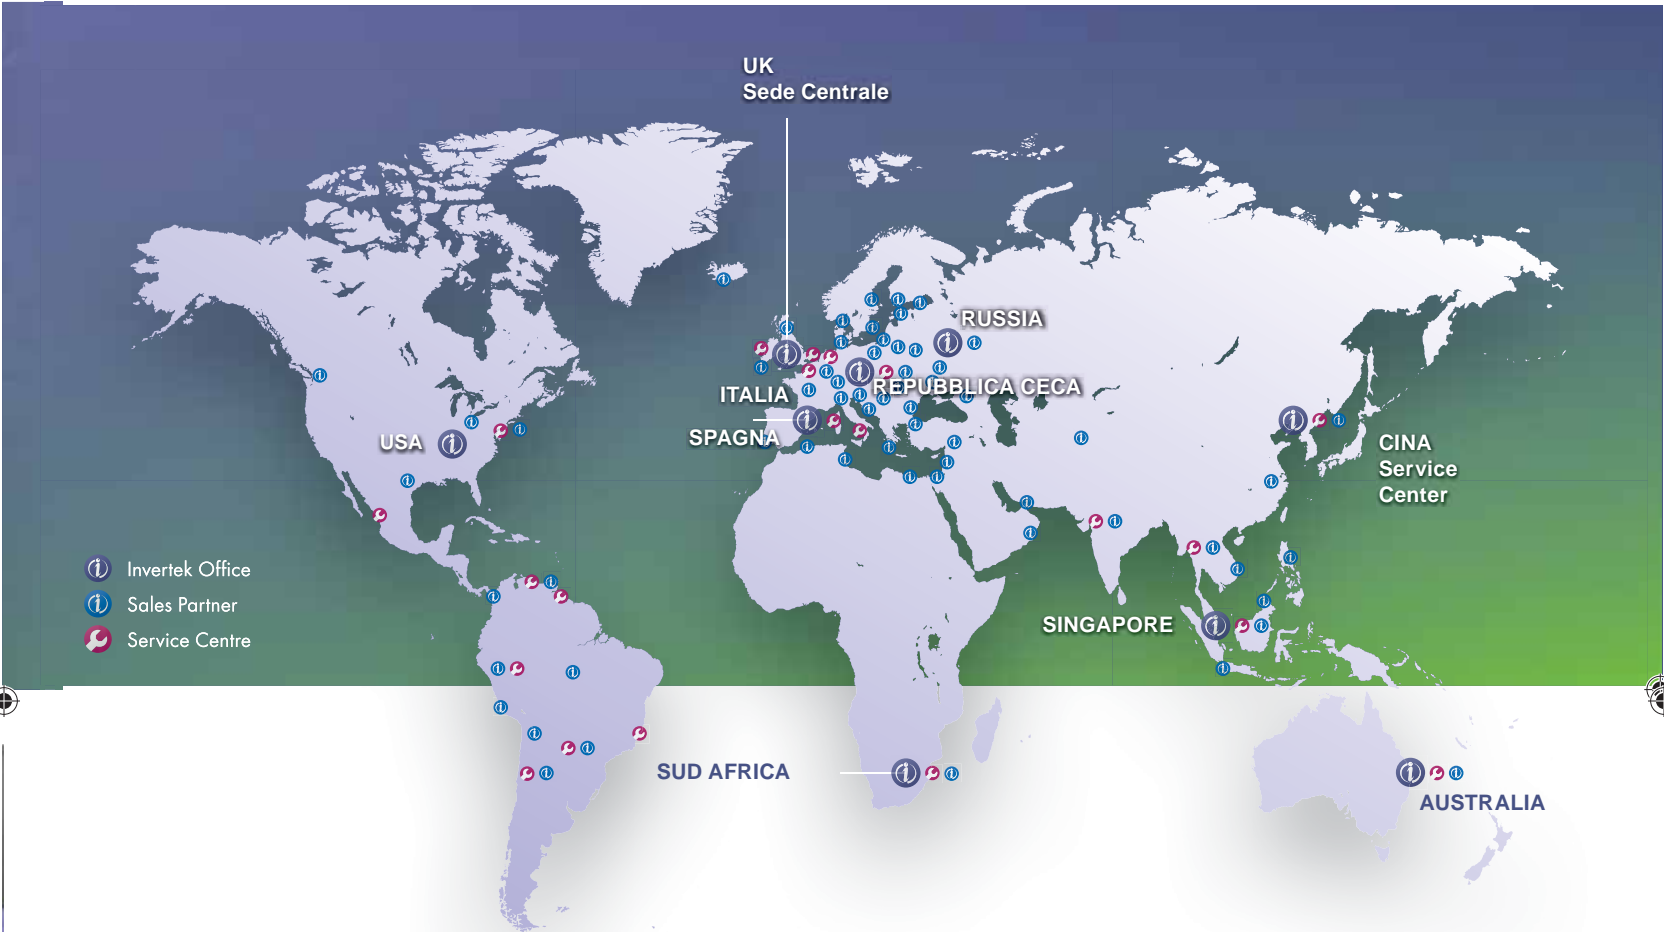 UK
Sede Centrale
RUSSIA
REPUBBLICA CECA
ITALIA
SPAGNA
USA
CINA
Service
Center
Invertek Office
Sales Partner
Service Centre
SINGAPORE
SUD AFRICA
AUSTRALIA